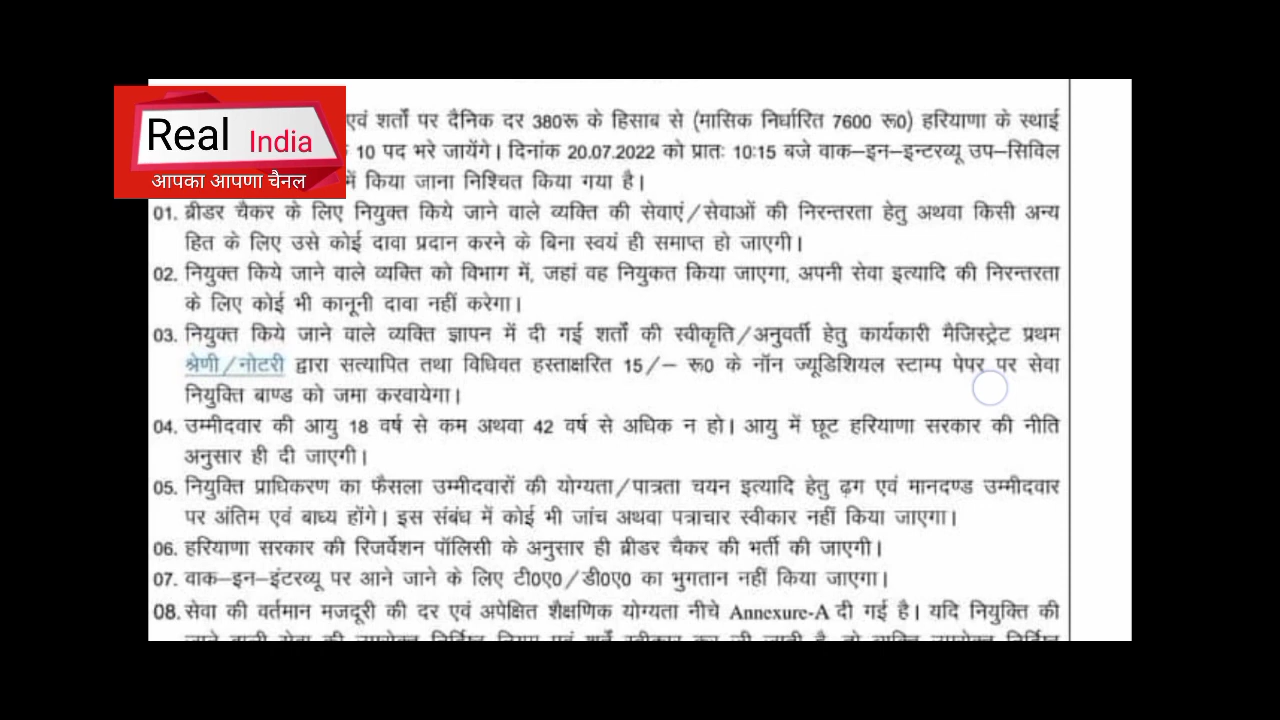 Real India
आपका आपणा चैनल
एवं शर्तों पर दैनिक दर 380रू के हिसाब से (मासिक निर्धारित 7600 रू0) हरियाणा के स्थाई
10 पद भरे जायेंगे। दिनांक 20.07.2022 को प्रातः 10:15 बजे वाक–इन–इन्टरव्यू उप–सिविल
में किया जाना निश्चित किया गया है।
01. ब्रीडर चैकर के लिए नियुक्त किये जाने वाले व्यक्ति की सेवाएं/सेवाओं की निरन्तरता हेतु अथवा किसी अन्य
हित के लिए उसे कोई दावा प्रदान करने के बिना स्वयं ही समाप्त हो जाएगी।
02. नियुक्त किये जाने वाले व्यक्ति को विभाग में, जहां वह नियुकत किया जाएगा, अपनी सेवा इत्यादि की निरन्तरता
के लिए कोई भी कानूनी दावा नहीं करेगा।
03. नियुक्त किये जाने वाले व्यक्ति ज्ञापन में दी गई शर्तों की स्वीकृति/अनुवर्ती हेतु कार्यकारी मैजिस्ट्रेट प्रथम
श्रेणी/नोटरी द्वारा सत्यापित तथा विधिवत हस्ताक्षरित 15/– रू0 के नॉन ज्यूडिशियल स्टाम्प पेपर पर सेवा
नियुक्ति बाण्ड को जमा करवायेगा।
04. उम्मीदवार की आयु 18 वर्ष से कम अथवा 42 वर्ष से अधिक न हो। आयु में छूट हरियाणा सरकार की नीति
अनुसार ही दी जाएगी।
05. नियुक्ति प्राधिकरण का फैसला उम्मीदवारों की योग्यता/पात्रता चयन इत्यादि हेतु ढ़ग एवं मानदण्ड उम्मीदवार
पर अंतिम एवं बाध्य होंगे। इस संबंध में कोई भी जांच अथवा पत्राचार स्वीकार नहीं किया जाएगा।
06. हरियाणा सरकार की रिजर्वेशन पॉलिसी के अनुसार ही ब्रीडर चैकर की भर्ती की जाएगी।
07. वाक–इन–इंटरव्यू पर आने जाने के लिए टी0ए0/डी0ए0 का भुगतान नहीं किया जाएगा।
08. सेवा की वर्तमान मजदूरी की दर एवं अपेक्षित शैक्षणिक योग्यता नीचे Annexure-A दी गई है। यदि नियुक्ति की